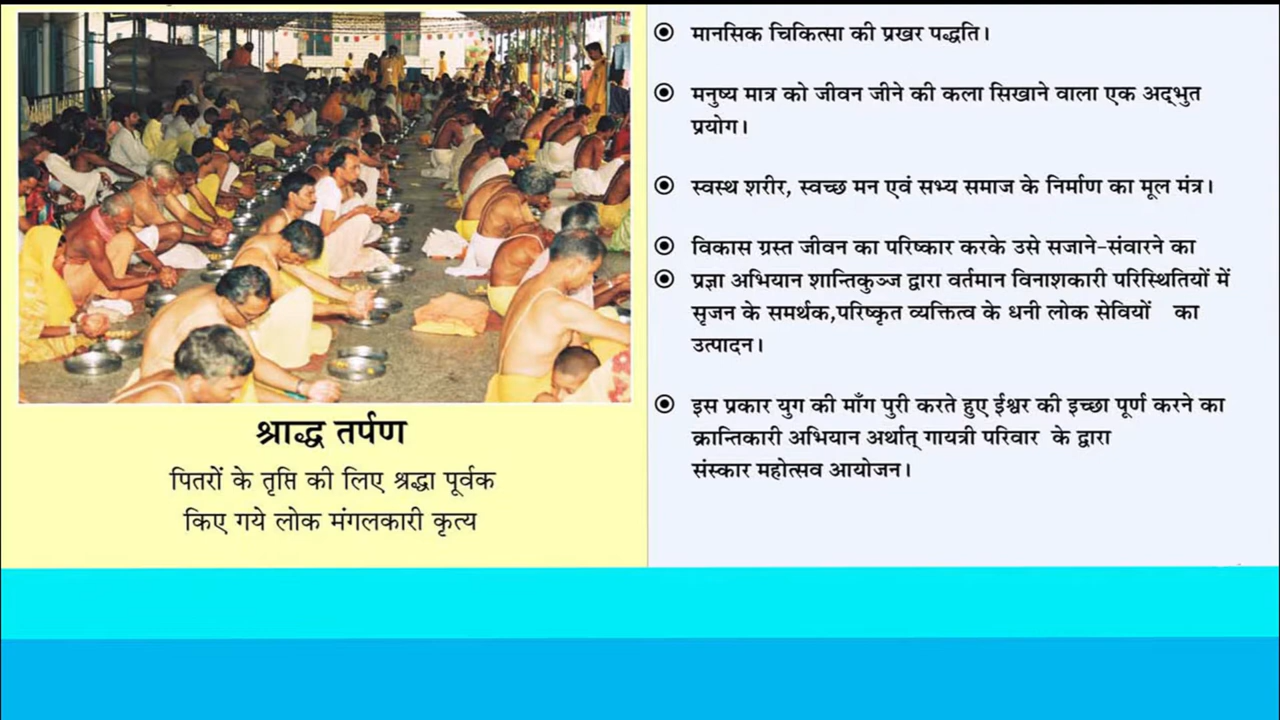 श्राद्ध तर्पण
पितरों के तृप्ति की लिए श्रद्धा पूर्वक
किए गये लोक मंगलकारी कृत्य
मानसिक चिकित्सा की प्रखर पद्धति।
मनुष्य मात्र को जीवन जीने की कला सिखाने वाला एक अद्‌भुत
प्रयोग।
स्वस्थ शरीर, स्वच्छ मन एवं सभ्य समाज के निर्माण का मूल मंत्र।
विकास ग्रस्त जीवन का परिष्कार करके उसे सजाने-संवारने का
प्रज्ञा अभियान शान्तिकुञ्ज द्वारा वर्तमान विनाशकारी परिस्थितियों में
सृजन के समर्थक,परिष्कृत व्यक्तित्व के धनी लोक सेवियों का
उत्पादन।
इस प्रकार युग की माँग पुरी करते हुए ईश्वर की इच्छा पूर्ण करने का
क्रान्तिकारी अभियान अर्थात् गायत्री परिवार के द्वारा
संस्कार महोत्सव आयोजन।